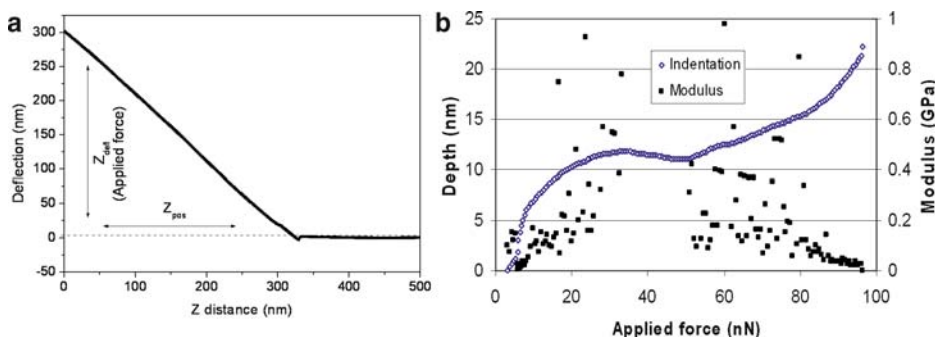 a
300
250
200
150
100
50
0
-50
0 100 200 300 400 500
Deflection (nm)
Z distance (nm)
Zdefl
(Applied force)
Zpos
b
25
20
15
10
5
0
0 20 40 60 80 100
1
0.8
0.6
0.4
0.2
0
Depth (nm)
Modulus (GPa)
Applied force (nN)
Indentation
Modulus